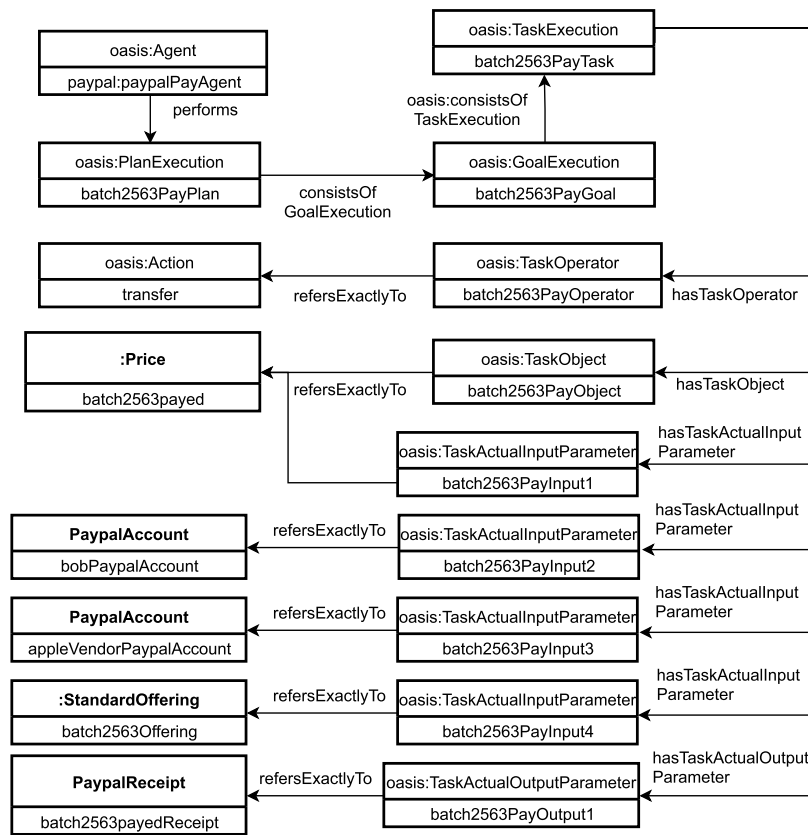 oasis:Agent
paypal:paypalPayAgent
performs
oasis:TaskExecution
batch2563PayTask
oasis:consistsOf
TaskExecution
oasis:PlanExecution
batch2563PayPlan
consistsOf
GoalExecution
oasis:GoalExecution
batch2563PayGoal
oasis:Action
transfer
refersExactlyTo
oasis:TaskOperator
batch2563PayOperator
hasTaskOperator
:Price
batch2563payed
refersExactlyTo
oasis:TaskObject
batch2563PayObject
hasTaskObject
oasis:TaskActualInputParameter
batch2563PayInput1
hasTaskActualInput
Parameter
PaypalAccount
bobPaypalAccount
refersExactlyTo
oasis:TaskActualInputParameter
batch2563PayInput2
hasTaskActualInput
Parameter
PaypalAccount
appleVendorPaypalAccount
refersExactlyTo
oasis:TaskActualInputParameter
batch2563PayInput3
hasTaskActualInput
Parameter
:StandardOffering
batch2563Offering
refersExactlyTo
oasis:TaskActualInputParameter
batch2563PayInput4
hasTaskActualInput
Parameter
PaypalReceipt
batch2563payedReceipt
refersExactlyTo
oasis:TaskActualOutputParameter
batch2563PayOutput1
hasTaskActualOutput
Parameter